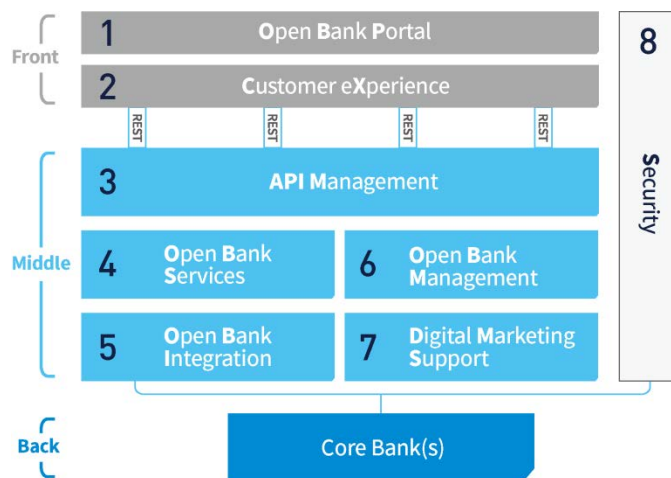 Front
1 Open Bank Portal
2 Customer eXperience
REST REST REST REST
Middle
3 API Management
4 Open Bank
Services
6 Open Bank
Management
5 Open Bank
Integration
7 Digital Marketing
Support
8 Security
Back
Core Bank(s)